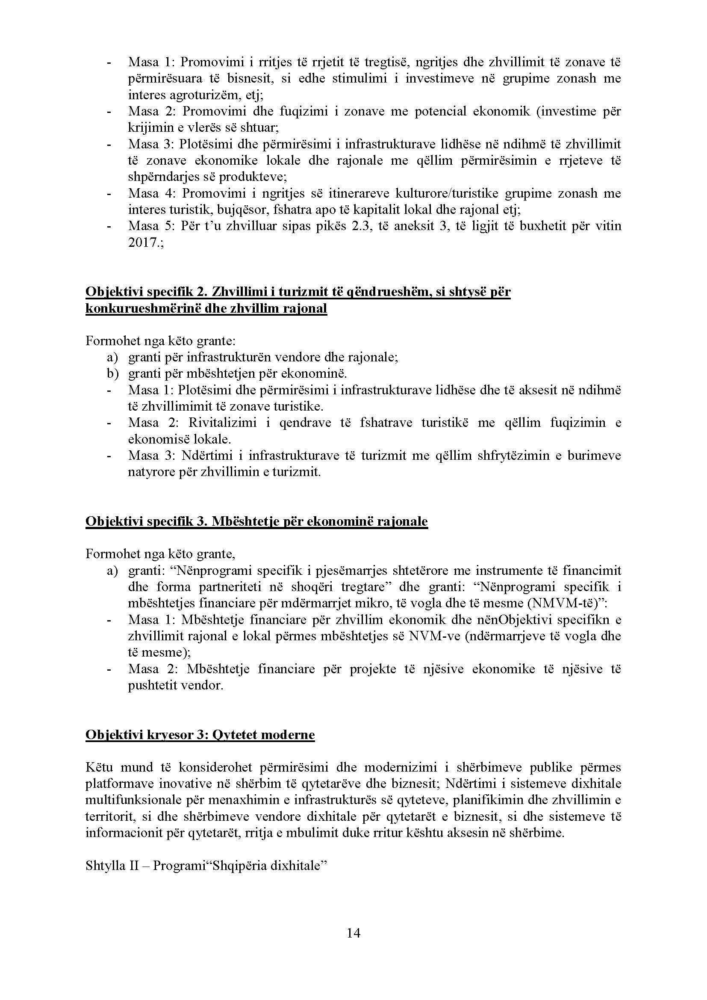 - Masa 1: Promovimi i rritjes të rrjetit të tregtisë, ngritjes dhe zhvillimit të zonave të
përmirësuara të bisnesit, si edhe stimulimi i investimeve në grupime zonash me
interes agroturizëm, etj;
- Masa 2: Promovimi dhe fuqizimi i zonave me potencial ekonomik (investime për
krijimin e vlerës së shtuar;
- Masa 3: Plotësimi dhe përmirësimi i infrastrukturave lidhëse në ndihmë të zhvillimit
të zonave ekonomike lokale dhe rajonale me qëllim përmirësimin e rrjeteve të
shpërndarjes së produkteve;
- Masa 4: Promovimi i ngritjes së itinerareve kulturore/turistike grupime zonash me
interes turistik, bujqësor, fshatra apo të kapitalit lokal dhe rajonal etj;
- Masa 5: Për t’u zhvilluar sipas pikës 2.3, të aneksit 3, të ligjit të buxhetit për vitin
2017.;
Objektivi specifik 2. Zhvillimi i turizmit të qëndrueshëm, si shtysë për
konkurueshmërinë dhe zhvillim rajonal
Formohet nga këto grante:
a) granti për infrastrukturën vendore dhe rajonale;
b) granti për mbështetjen për ekonominë.
- Masa 1: Plotësimi dhe përmirësimi i infrastrukturave lidhëse dhe të aksesit në ndihmë
të zhvillimimit të zonave turistike.
- Masa 2: Rivitalizimi i qendrave të fshatrave turistikë me qëllim fuqizimin e
ekonomisë lokale.
- Masa 3: Ndërtimi i infrastrukturave të turizmit me qëllim shfrytëzimin e burimeve
natyrore për zhvillimin e turizmit.
Objektivi specifik 3. Mbështetje për ekonominë rajonale
Formohet nga këto grante,
a) granti: “Nënprogrami specifik i pjesëmarrjes shtetërore me instrumente të financimit
dhe forma partneriteti në shoqëri tregtare” dhe granti: “Nënprogrami specifik i
mbështetjes financiare për mdërmarrjet mikro, të vogla dhe të mesme (NMVM-të)”:
- Masa 1: Mbështetje financiare për zhvillim ekonomik dhe nënObjektivi specifikn e
zhvillimit rajonal e lokal përmes mbështetjes së NVM-ve (ndërmarrjeve të vogla dhe
të mesme);
- Masa 2: Mbështetje financiare për projekte të njësive ekonomike të njësive të
pushtetit vendor.
Objektivi kryesor 3: Qytetet moderne
Këtu mund të konsiderohet përmirësimi dhe modernizimi i shërbimeve publike përmes
platformave inovative në shërbim të qytetarëve dhe biznesit; Ndërtimi i sistemeve dixhitale
multifunksionale për menaxhimin e infrastrukturës së qyteteve, planifikimin dhe zhvillimin e
territorit, si dhe shërbimeve vendore dixhitale për qytetarët e biznesit, si dhe sistemeve të
informacionit për qytetarët, rritja e mbulimit duke rritur kështu aksesin në shërbime.
Shtylla II – Programi“Shqipëria dixhitale”
14